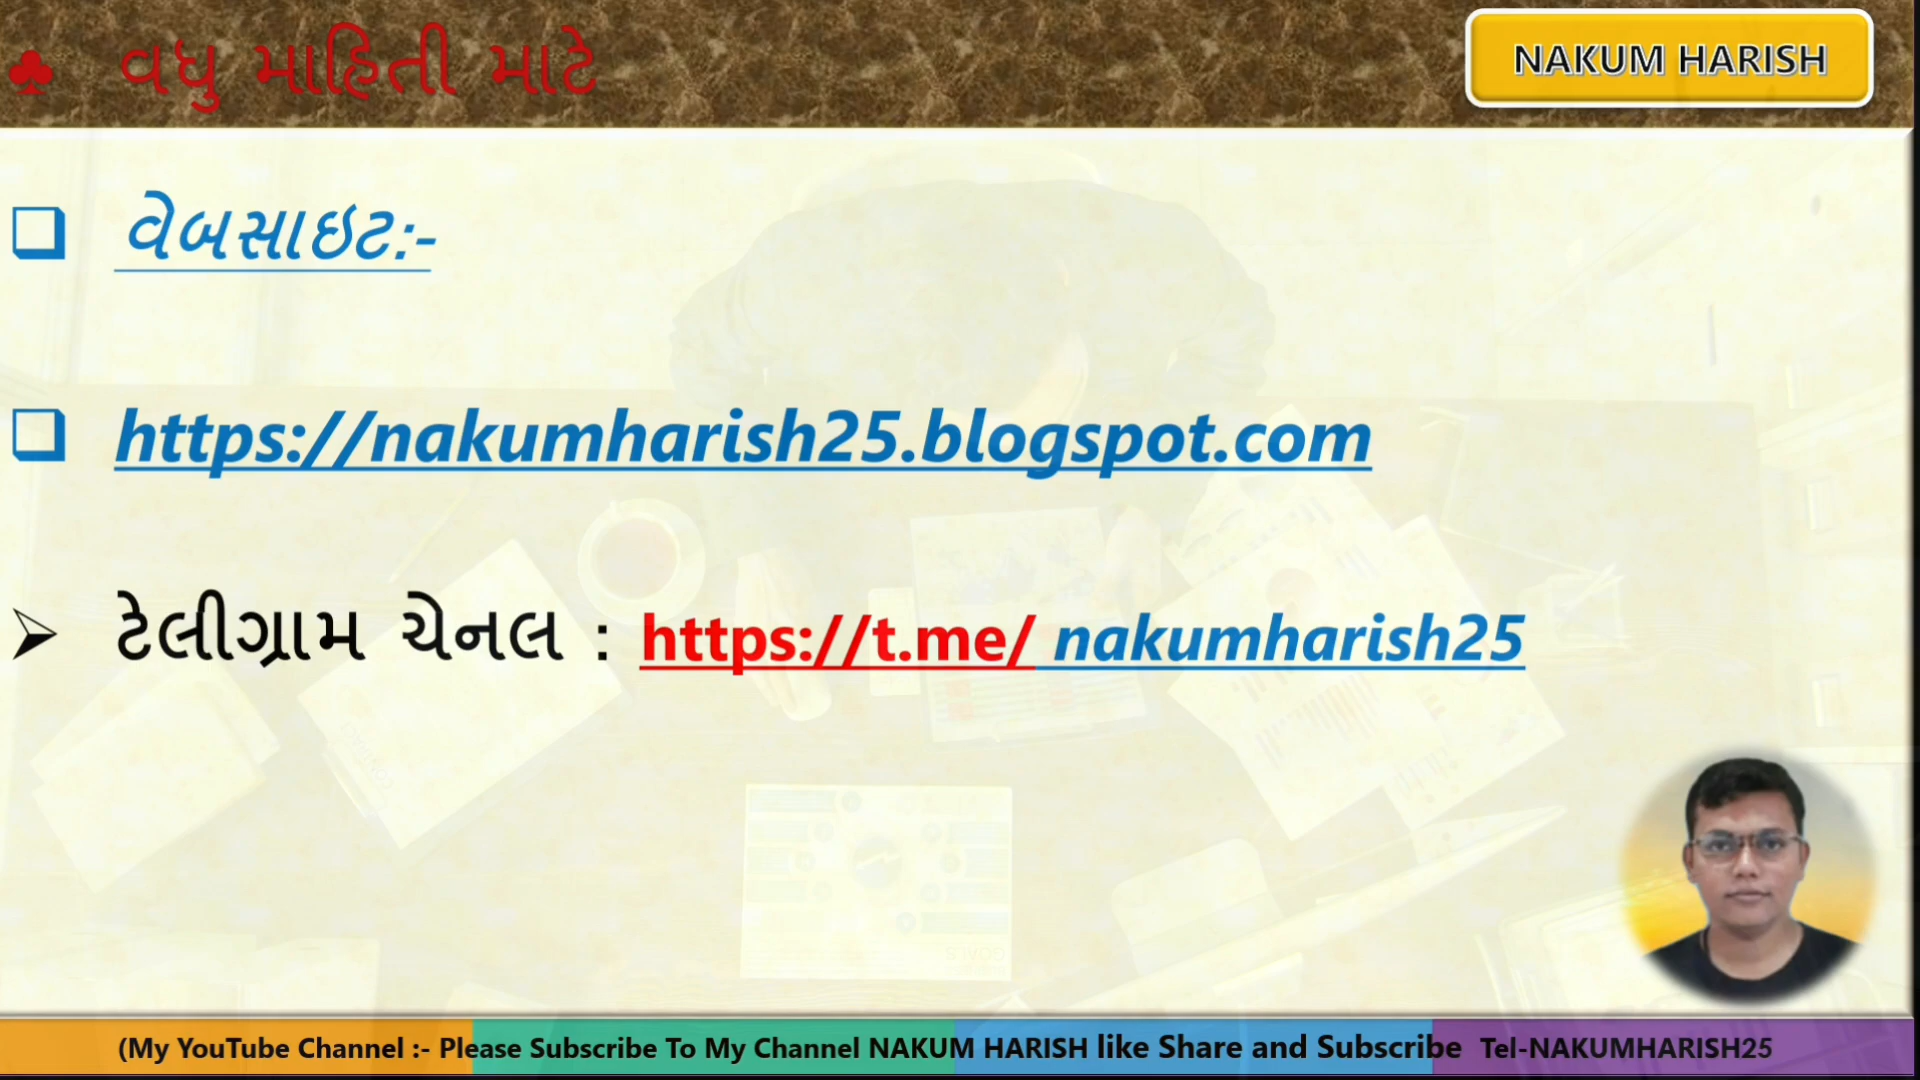 ♣ વધુ માહિતી માટે
NAKUM HARISH
❑ વેબસાઇટ:-
❑ https://nakumharish25.blogspot.com
➢ ટેલીગ્રામ ચેનલ : https://t.me/ nakumharish25
(My YouTube Channel :- Please Subscribe To My Channel NAKUM HARISH like Share and Subscribe Tel-NAKUMHARISH25